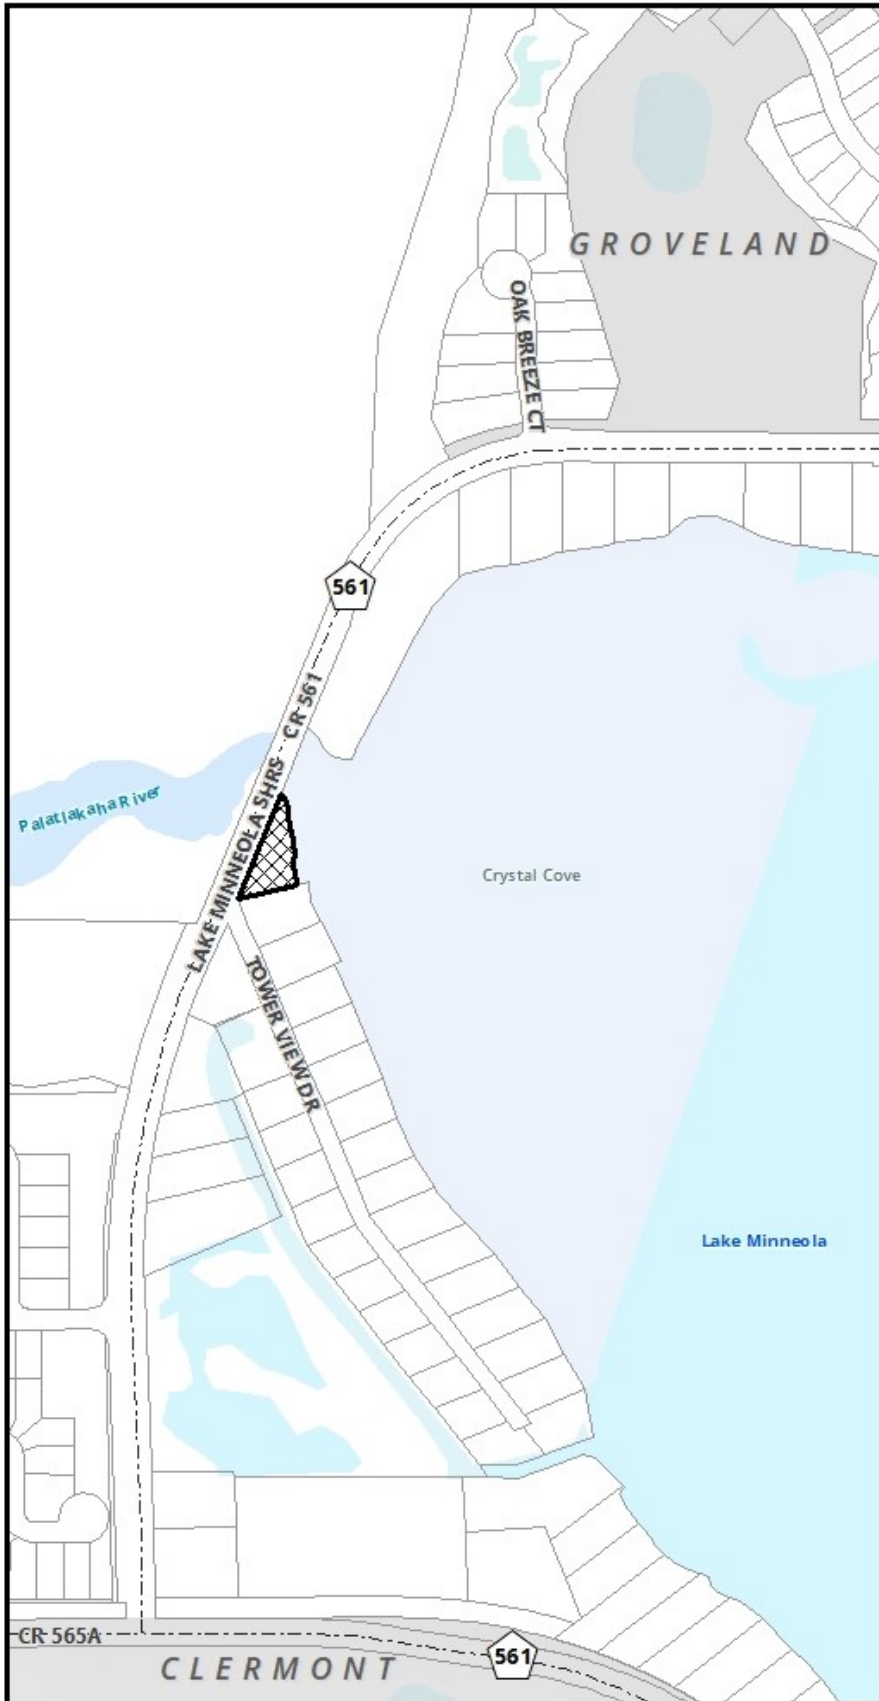 GROVELAND
OAK BREEZE CT
561
CR 561
LAKE MINNEOLA SHRS
Palatlakaha River
Crystal Cove
TOWER VIEW DR
Lake Minneola
CR 565A
561
CLERMONT